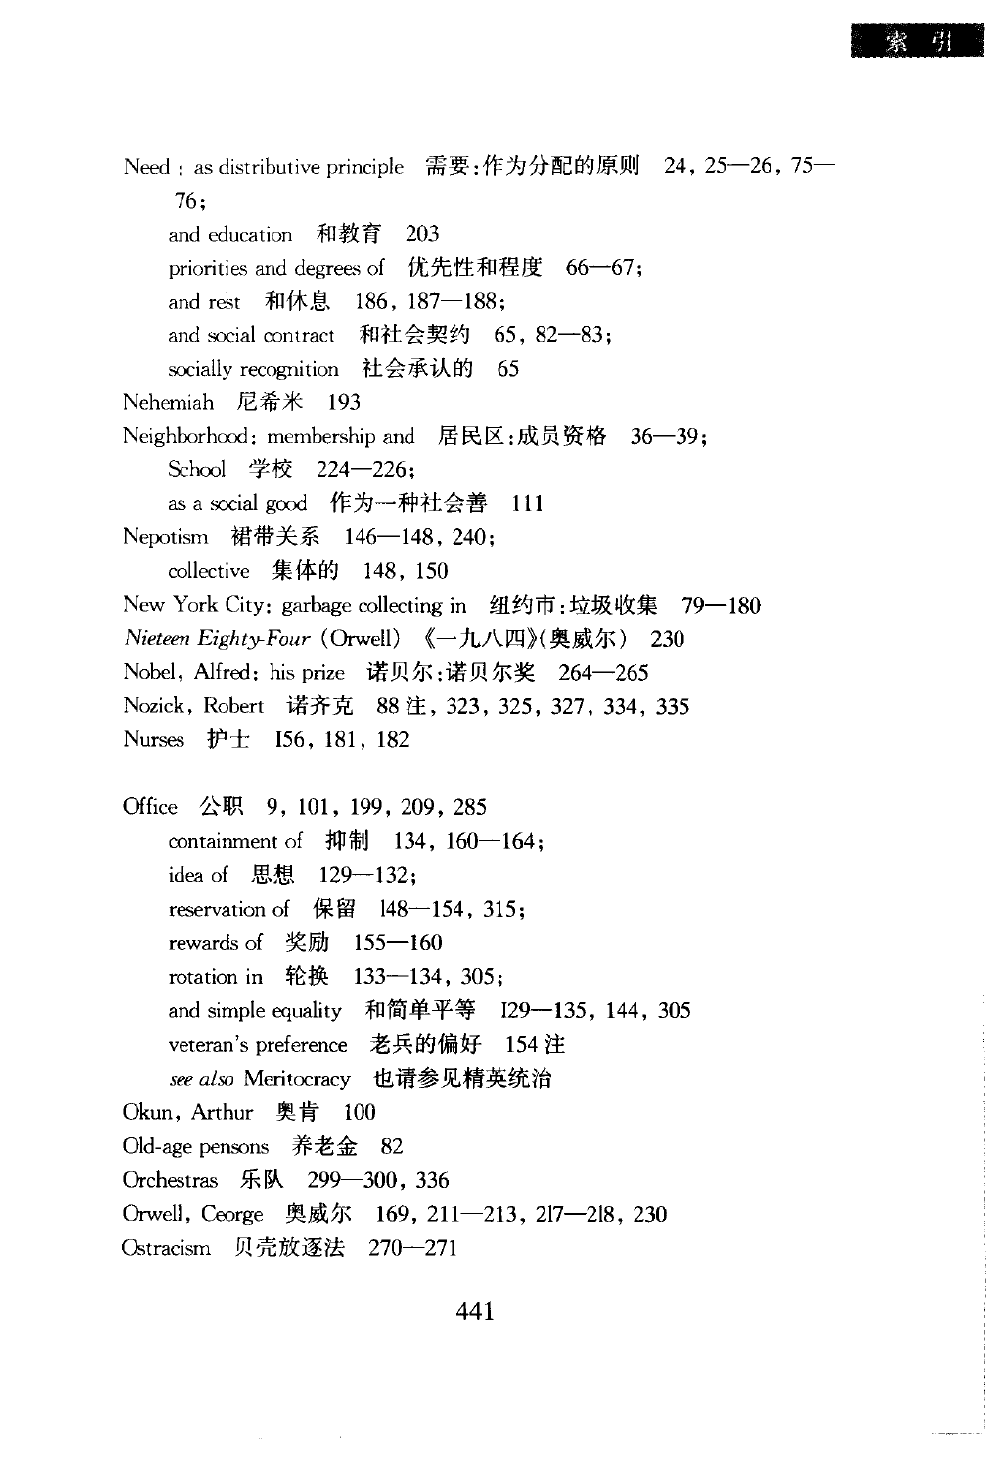 索 引
Need : as distributive principle 需要:作为分配的原则 24, 25—26, 75—
76;
and education 和教育 203
priorities and degrees of 优先性和程度 66—67;
and rest 和休息 186, 187—188;
and social contract 和社会契约 65, 82—83;
socially recognition 社会承认的 65
Nehemiah 尼希米 193
Neighborhood: membership and 居民区:成员资格 36—39;
School 学校 224—226;
as a social good 作为一种社会善 111
Nepotism 裙带关系 146—148, 240;
collective 集体的 148, 150
New York City: garbage collecting in 纽约市:垃圾收集 79—180
Nieteen Eighty-Four (Orwell) 《一九八四》(奥威尔) 230
Nobel, Alfred: his prize 诺贝尔:诺贝尔奖 264—265
Nozick, Robert 诺齐克 88注, 323, 325, 327, 334, 335
Nurses 护士 I56, 181, 182
Office 公职 9, 101, 199, 209, 285
containment of 抑制 134, 160—164;
idea of 思想 129—132;
reservation of 保留 l48—154, 315;
rewards of 奖励 155—160
rotation in 轮换 133—134, 305;
and simple equality 和简单平等 I29—135, 144, 305
veteran's preference 老兵的偏好 154注
see also Meritocracy 也请参见精英统治
Okun, Arthur 奥肯 100
Old-age pensons 养老金 82
Orchestras 乐队 299—300, 336
Orwell, Ceorge 奥威尔 169, 211—213, 2l7—2l8, 230
Ostracism 贝壳放逐法 270—271
441